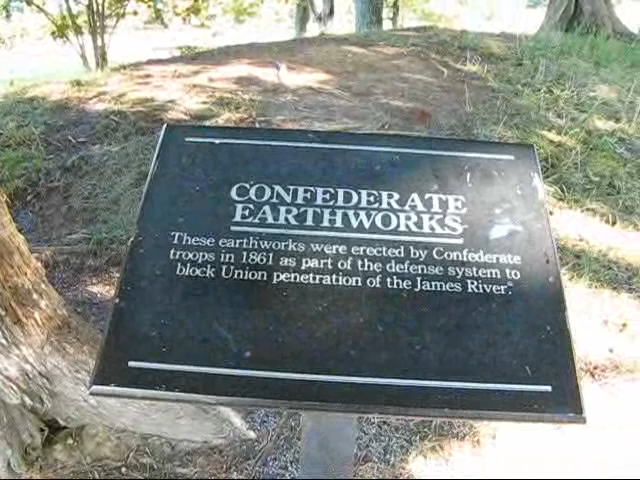 CONFEDERATE
EARTHWORKS
These earthworks were erected by Confederate
troops in 1861 as part of the defense system to
block Union penetration of the James River.